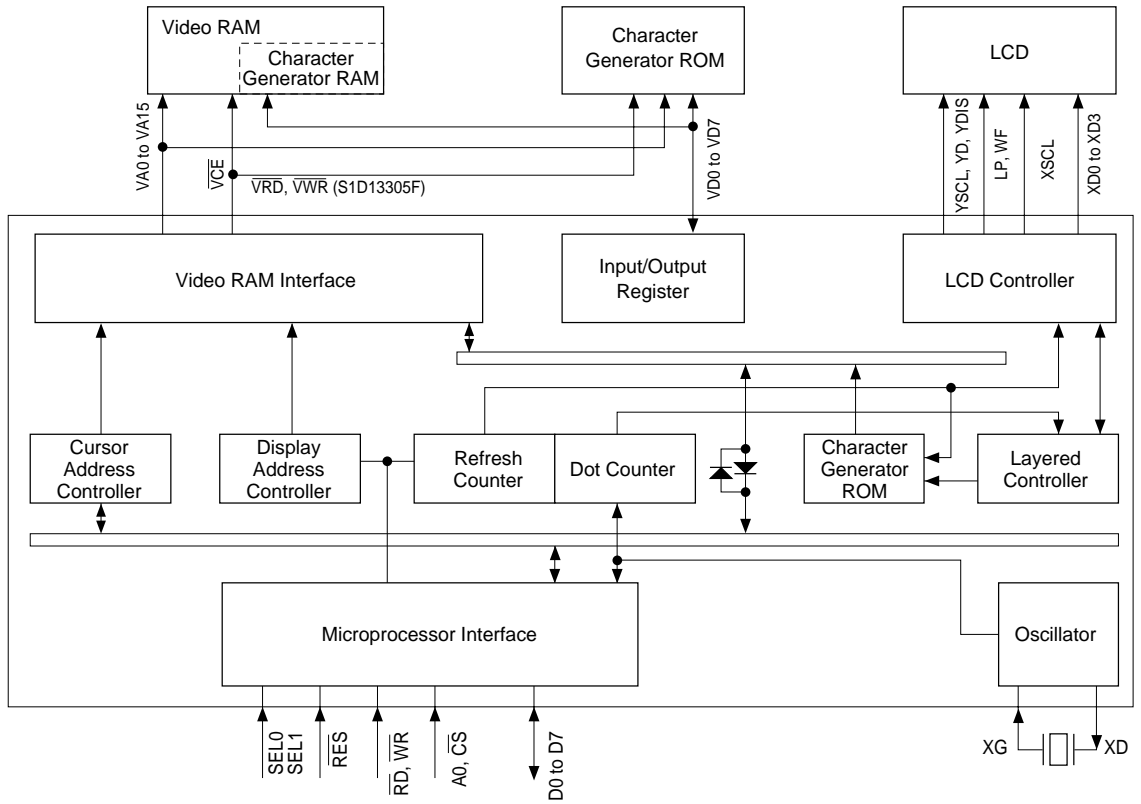 Video RAM
Character
Generator RAM
Character
Generator ROM
LCD
VA0 to VA15
VCE
VRD, VWR (S1D13305F)
VD0 to VD7
YSCL, YD, YDIS
LP, WF
XSCL
XD0 to XD3
Video RAM Interface
Input/Output
Register
LCD Controller
Cursor
Address
Controller
Display
Address
Controller
Refresh
Counter
Dot Counter
Character
Generator
ROM
Layered
Controller
Microprocessor Interface
Oscillator
SEL0
SEL1
RES
RD, WR
A0, CS
D0 to D7
XG
XD